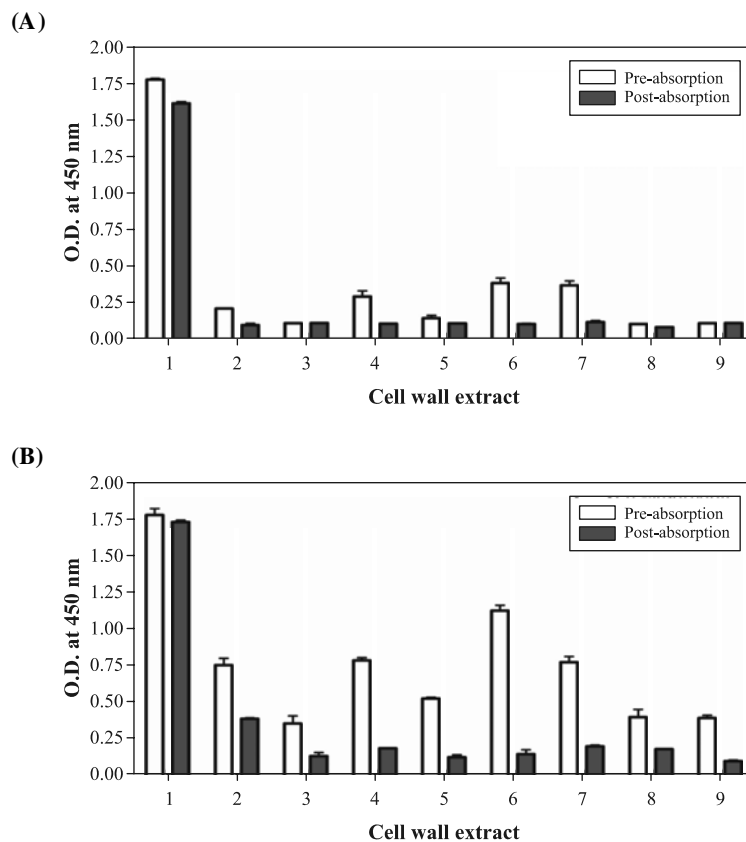 (A)
2.00
1.75
1.50
1.25
1.00
0.75
0.50
0.25
0.00
O.D. at 450 nm
Pre-absorption
Post-absorption
1 2 3 4 5 6 7 8 9
Cell wall extract
(B)
2.00
1.75
1.50
1.25
1.00
0.75
0.50
0.25
0.00
O.D. at 450 nm
Pre-absorption
Post-absorption
1 2 3 4 5 6 7 8 9
Cell wall extract